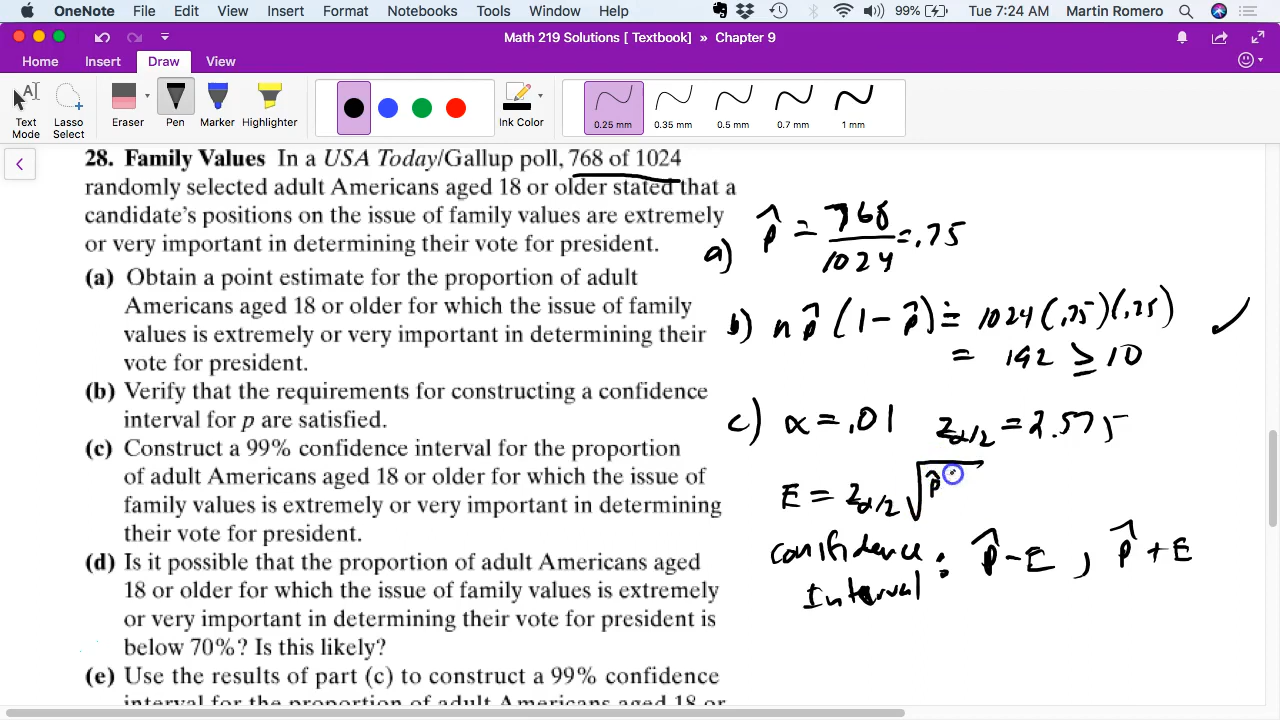 OneNote File Edit View Insert Format Notebooks Tools Window Help 99% Tue 7:24 AM Martin Romero
Math 219 Solutions [ Textbook] » Chapter 9
Home Insert Draw View
Text Mode
Lasso Select
Eraser
Pen
Marker
Highlighter
Ink Color
0.25 mm
0.35 mm
0.5 mm
0.7 mm
1 mm
28. Family Values In a USA Today/Gallup poll, 768 of 1024
randomly selected adult Americans aged 18 or older stated that a
candidate's positions on the issue of family values are extremely
or very important in determining their vote for president.
(a) Obtain a point estimate for the proportion of adult
Americans aged 18 or older for which the issue of family
values is extremely or very important in determining their
vote for president.
(b) Verify that the requirements for constructing a confidence
interval for p are satisfied.
(c) Construct a 99% confidence interval for the proportion
of adult Americans aged 18 or older for which the issue of
family values is extremely or very important in determining
their vote for president.
(d) Is it possible that the proportion of adult Americans aged
18 or older for which the issue of family values is extremely
or very important in determining their vote for president is
below 70%? Is this likely?
(e) Use the results of part (c) to construct a 99% confidence
interval for the proportion of adult Americans aged 18 or
a) p̂ = 768/1024 = .75
b) n p̂ (1 - p̂) = 1024 (.75)(.25) ✓
= 192 ≥ 10
c) α = .01 z α/2 = 2.575
E = z α/2 √ p̂
confidence Interval : p̂ - E , p̂ + E